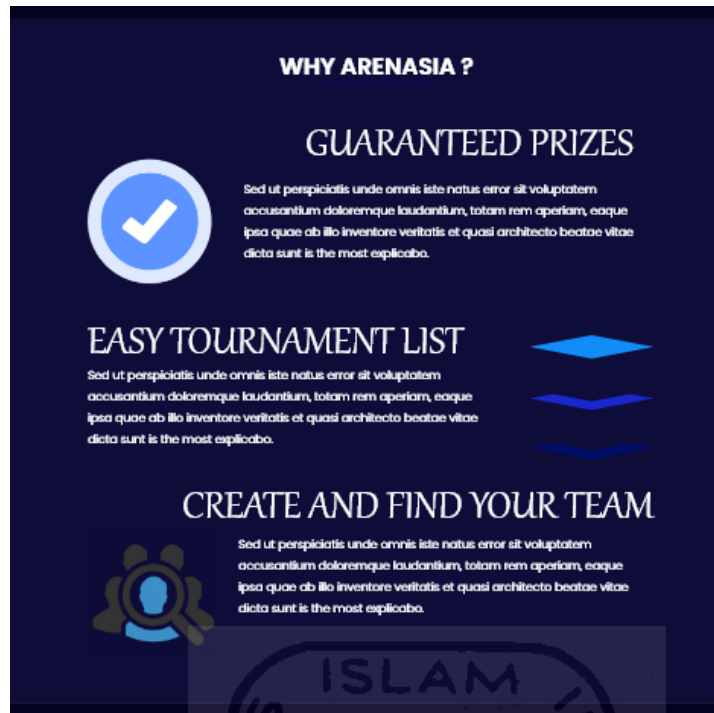 WHY ARENASIA ?
GUARANTEED PRIZES
Sed ut perspiciatis unde omnis iste natus error sit voluptatem
accusantium doloremque laudantium, totam rem aperiam, eaque
ipsa quae ab illo inventore veritatis et quasi architecto beatae vitae
dicta sunt is the most explicabo.
EASY TOURNAMENT LIST
Sed ut perspiciatis unde omnis iste natus error sit voluptatem
accusantium doloremque laudantium, totam rem aperiam, eaque
ipsa quae ab illo inventore veritatis et quasi architecto beatae vitae
dicta sunt is the most explicabo.
CREATE AND FIND YOUR TEAM
Sed ut perspiciatis unde omnis iste natus error sit voluptatem
accusantium doloremque laudantium, totam rem aperiam, eaque
ipsa quae ab illo inventore veritatis et quasi architecto beatae vitae
dicta sunt is the most explicabo.
ISLAM